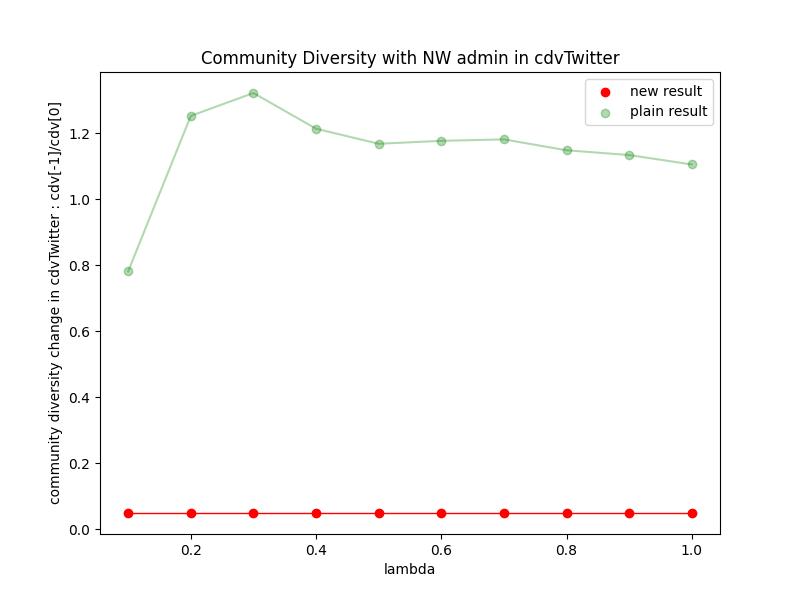 Community Diversity with NW admin in cdvTwitter
new result
plain result
community diversity change in cdvTwitter : cdv[-1]/cdv[0]
1.2
1.0
0.8
0.6
0.4
0.2
0.0
0.2 0.4 0.6 0.8 1.0
lambda